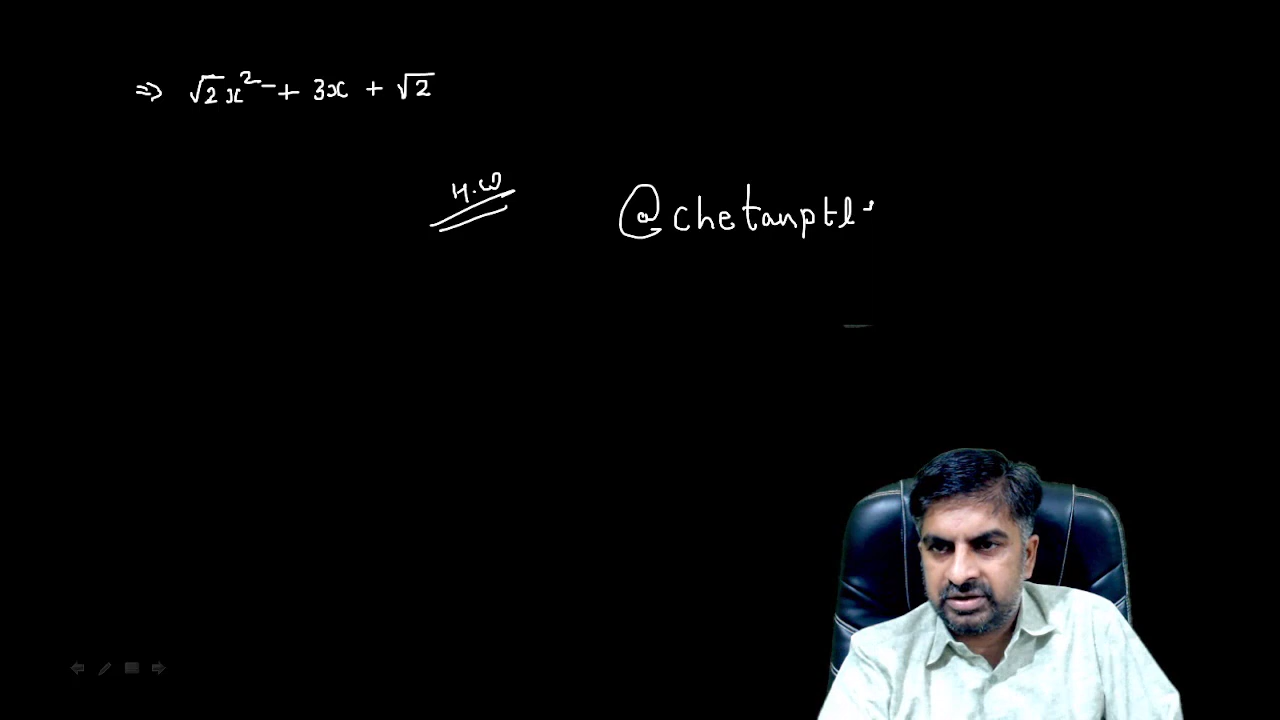 ⇒ √2x² + 3x + √2
H.W
@chetanptl